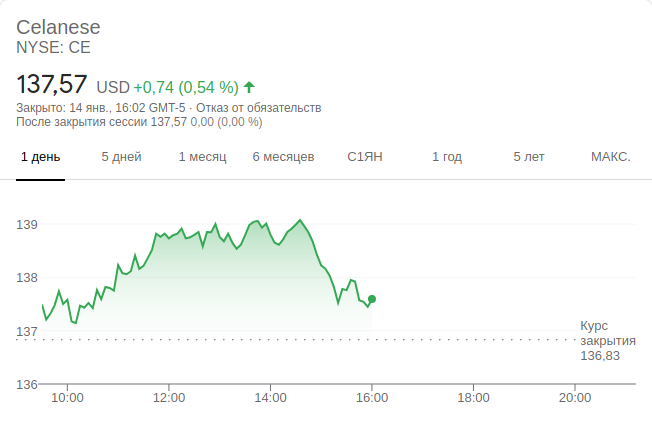 Celanese
NYSE: CE
137,57 USD +0,74 (0,54 %)
Закрыто: 14 янв., 16:02 GMT-5 · Отказ от обязательств
После закрытия сессии 137,57 0,00 (0,00 %)
1 день 5 дней 1 месяц 6 месяцев С1ЯН 1 год 5 лет МАКС.
139
138
137
Курс
закрытия
136,83
136
10:00 12:00 14:00 16:00 18:00 20:00